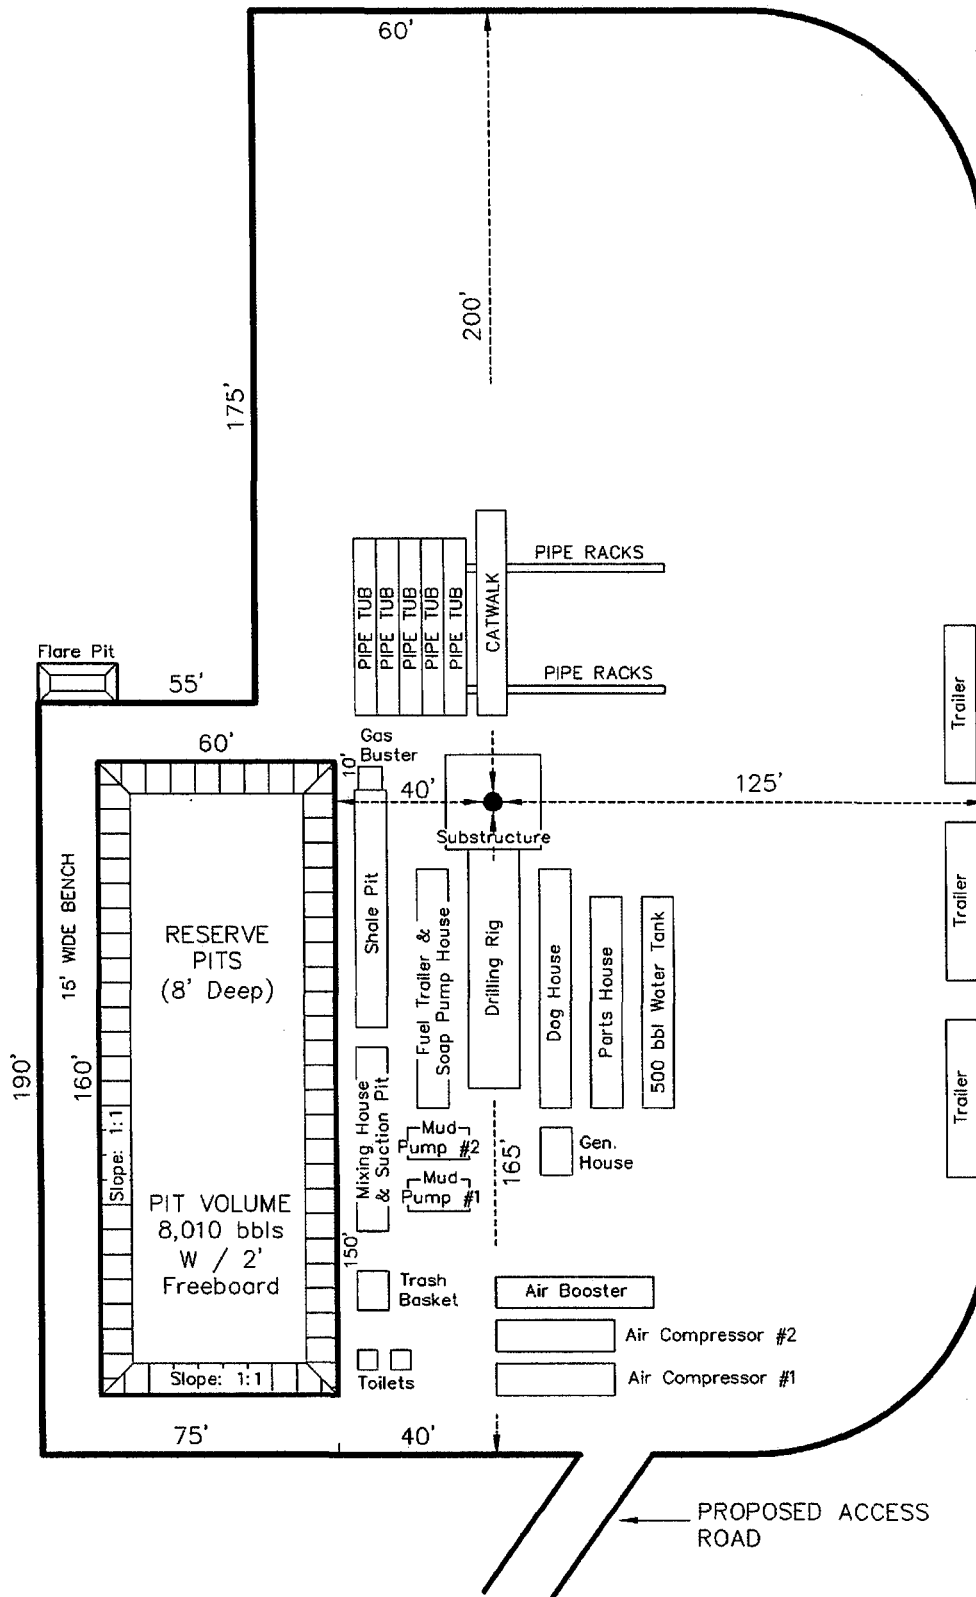 60'
200'
175'
PIPE RACKS
PIPE TUB
PIPE TUB
PIPE TUB
PIPE TUB
PIPE TUB
CATWALK
PIPE RACKS
Flare Pit
55'
Trailer
60'
Gas
Buster
10'
40'
125'
Substructure
15' WIDE BENCH
RESERVE
PITS
(8' Deep)
Shale Pit
Fuel Trailer &
Soap Pump House
Drilling Rig
Dog House
Parts House
500 bbl Water Tank
Trailer
190'
160'
Slope: 1:1
Mixing House
& Suction Pit
Mud
Pump #2
Mud
Pump #1
165'
Gen.
House
Trailer
PIT VOLUME
8,010 bbls
W / 2'
Freeboard
150'
Trash
Basket
Air Booster
Air Compressor #2
Slope: 1:1
Toilets
Air Compressor #1
75'
40'
PROPOSED ACCESS
ROAD